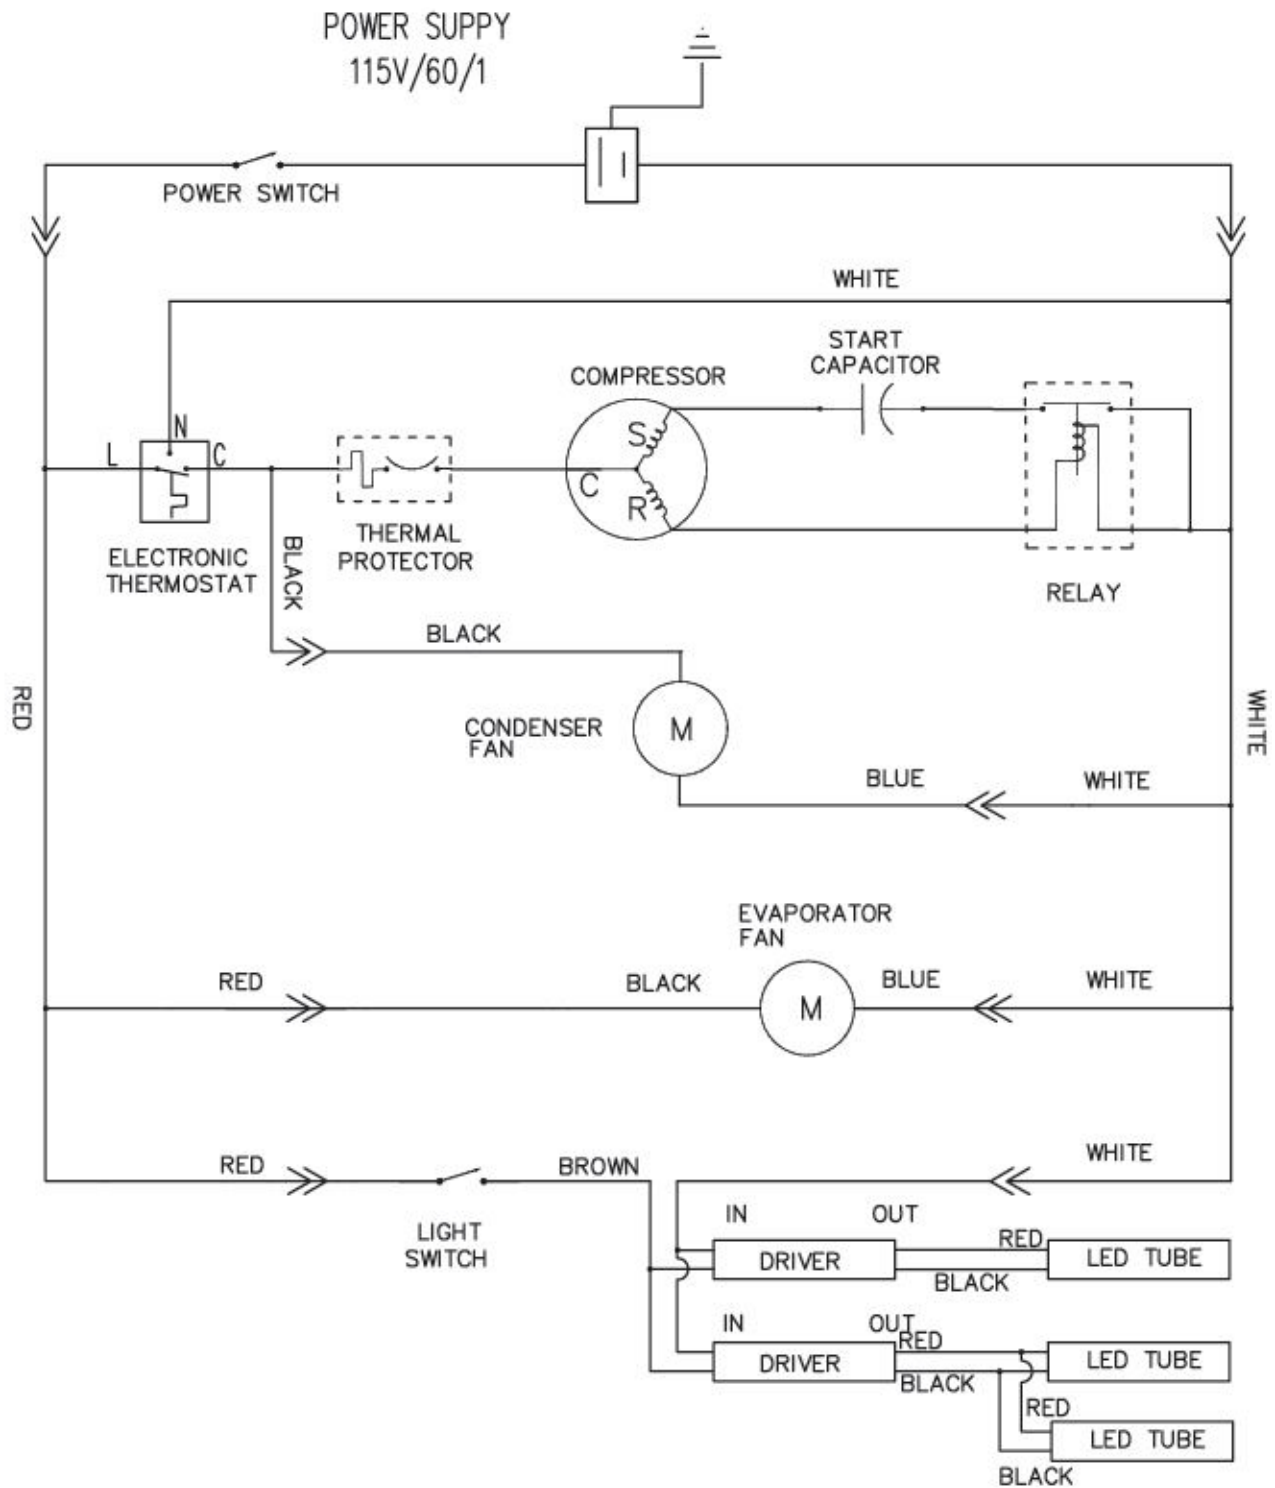 POWER SUPPY
115V/60/1
POWER SWITCH
WHITE
START
CAPACITOR
COMPRESSOR
N
L
C
S
C
R
THERMAL
PROTECTOR
ELECTRONIC
THERMOSTAT
BLACK
RELAY
BLACK
RED
WHITE
CONDENSER
FAN
M
BLUE
WHITE
EVAPORATOR
FAN
RED
BLACK
M
BLUE
WHITE
RED
BROWN
WHITE
LIGHT
SWITCH
IN
OUT
DRIVER
RED
BLACK
LED TUBE
IN
OUT
DRIVER
RED
BLACK
LED TUBE
RED
BLACK
LED TUBE